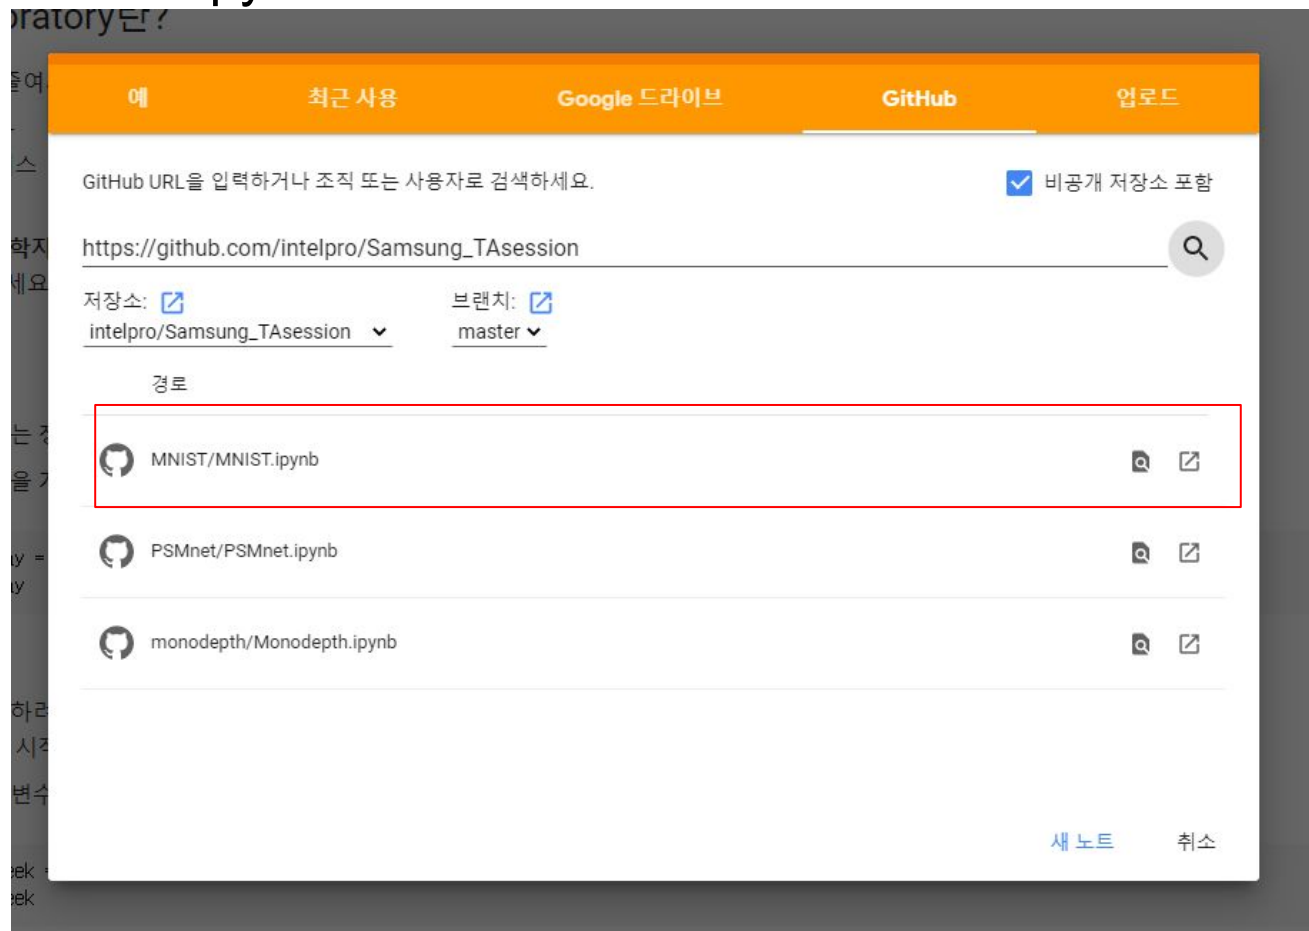 oratory란?
예 최근 사용 Google 드라이브 GitHub 업로드
GitHub URL을 입력하거나 조직 또는 사용자로 검색하세요. 비공개 저장소 포함
https://github.com/intelpro/Samsung_TAsession
저장소: 브랜치:
intelpro/Samsung_TAsession master
경로
MNIST/MNIST.ipynb
PSMnet/PSMnet.ipynb
monodepth/Monodepth.ipynb
새 노트 취소